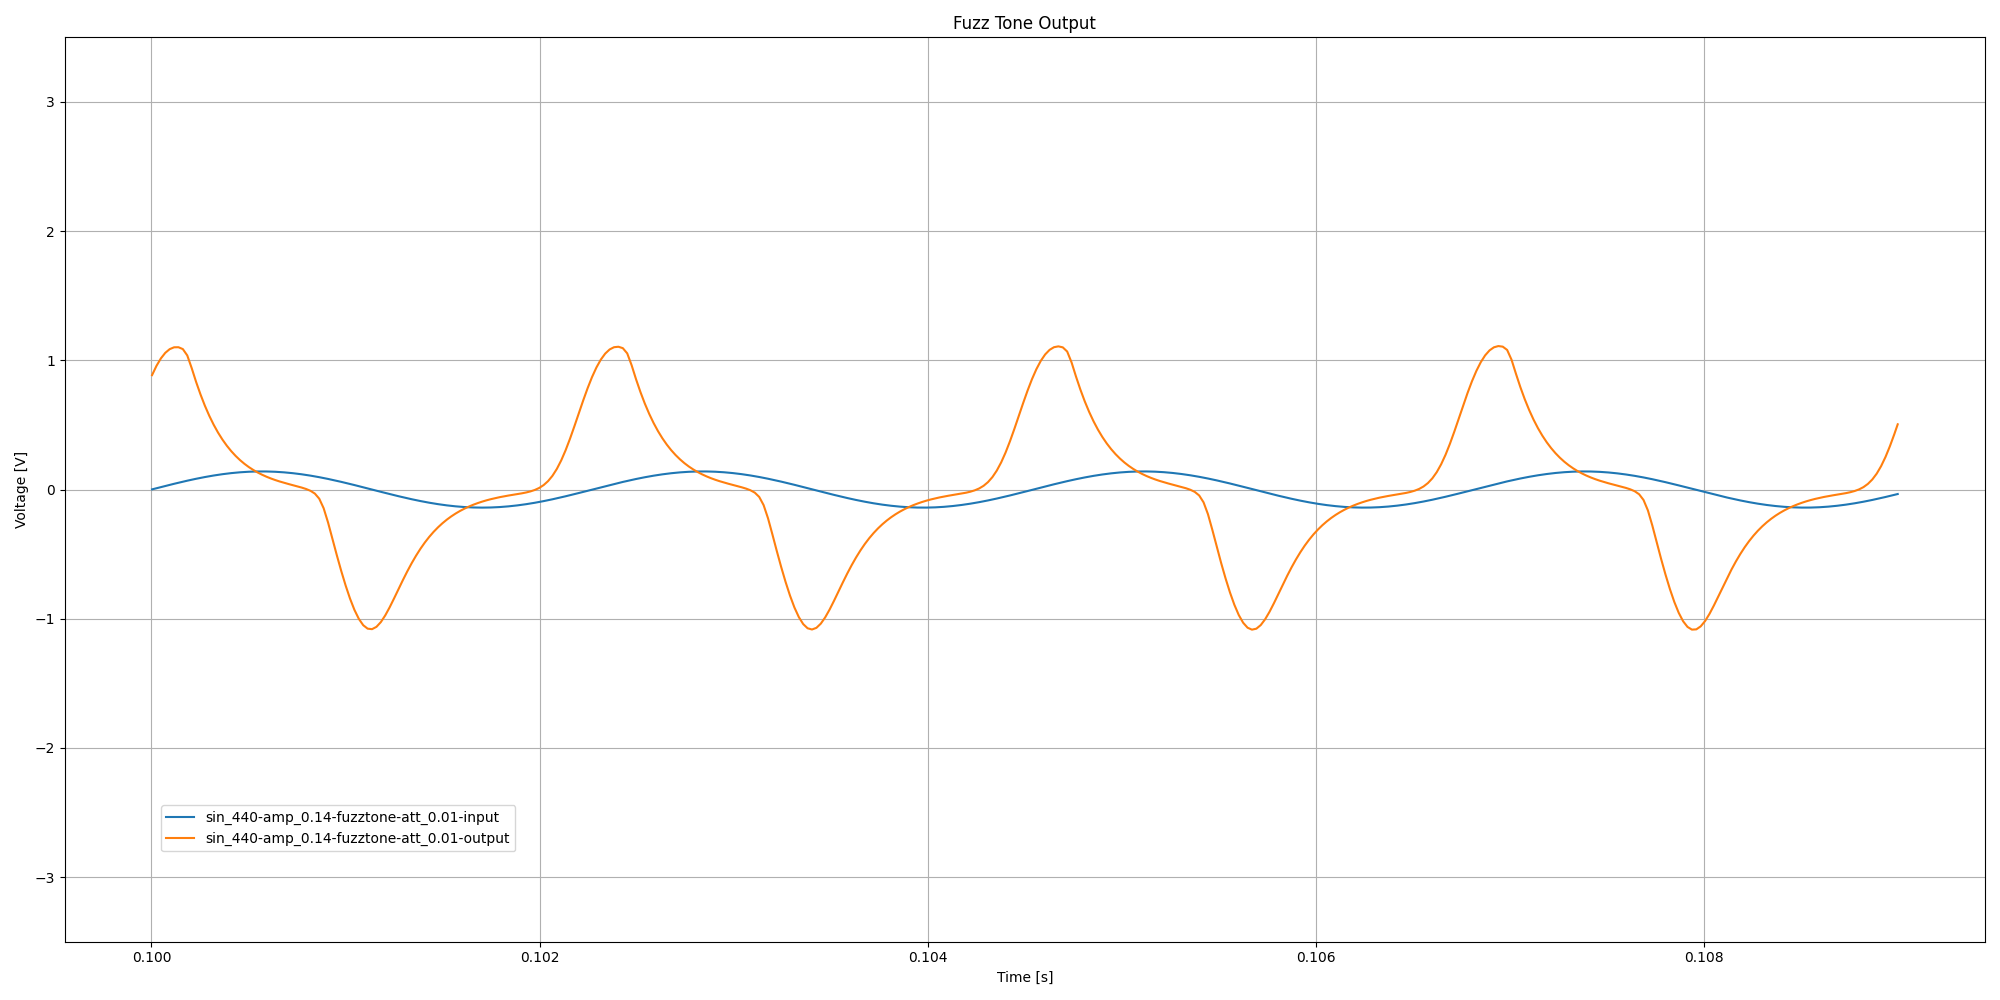 Fuzz Tone Output
Voltage [V]
3
2
1
0
−1
−2
−3
sin_440-amp_0.14-fuzztone-att_0.01-input
sin_440-amp_0.14-fuzztone-att_0.01-output
0.100 0.102 0.104 0.106 0.108
Time [s]